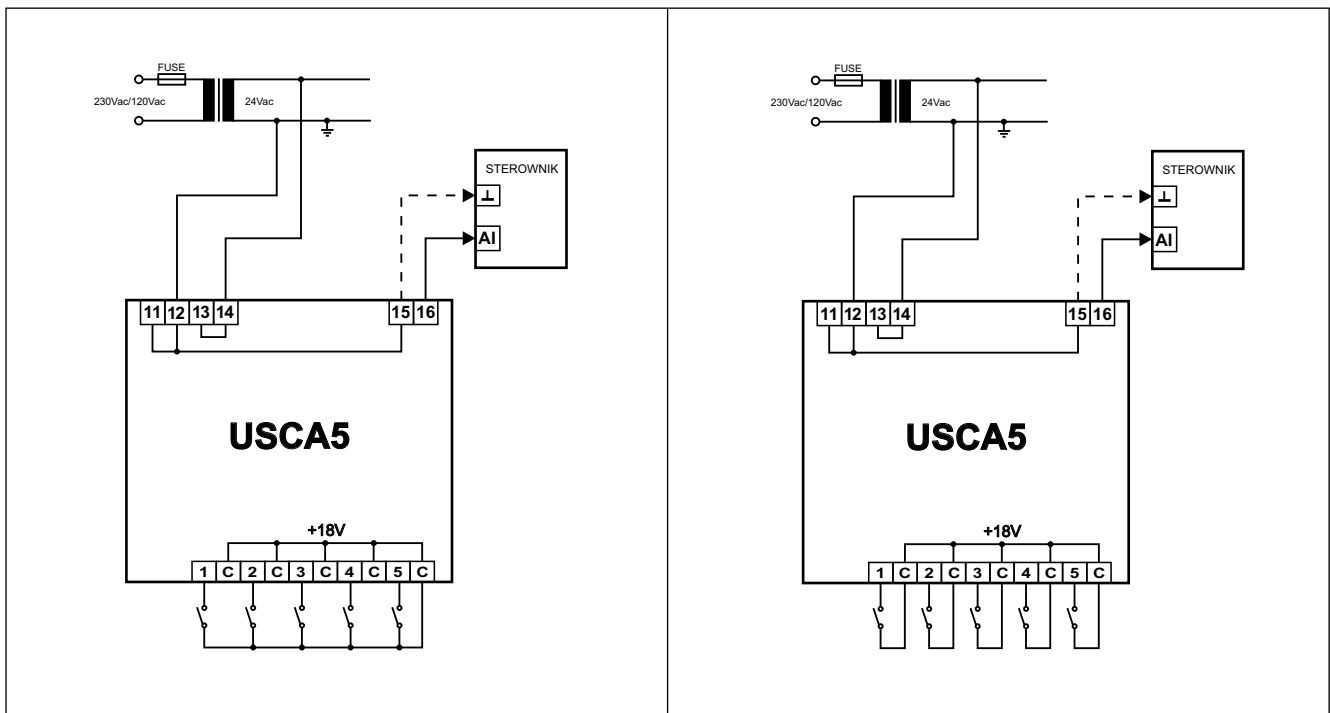 FUSE
230Vac/120Vac
24Vac
STEROWNIK
⊥
AI
11 12 13 14 15 16
USCA5
+18V
1 C 2 C 3 C 4 C 5 C
FUSE
230Vac/120Vac
24Vac
STEROWNIK
⊥
AI
11 12 13 14 15 16
USCA5
+18V
1 C 2 C 3 C 4 C 5 C